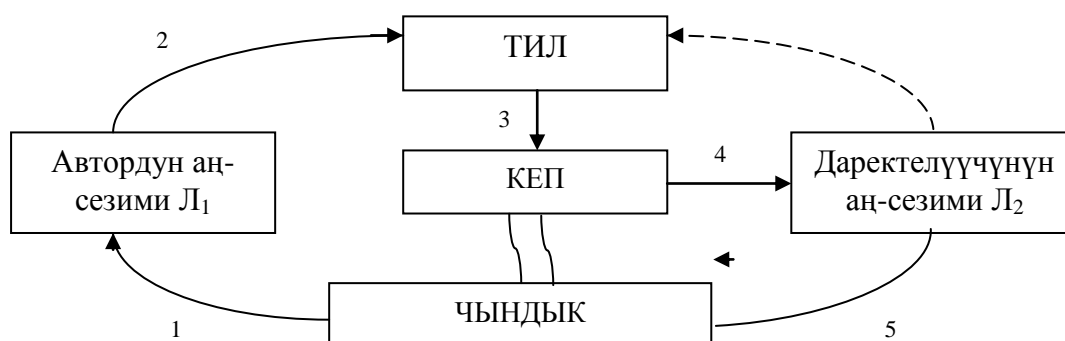 2
ТИЛ
3
Автордун аң-
сезими Л₁
КЕП
4
Даректелүүчүнүн
аң-сезими Л₂
1
ЧЫНДЫК
5